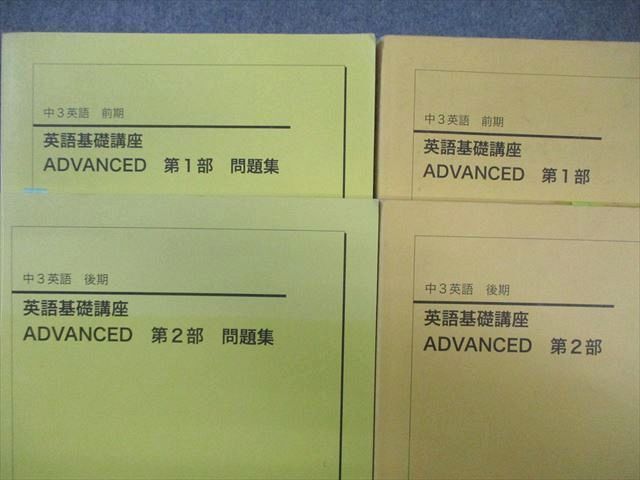 中３英語 前期
英語基礎講座
ADVANCED 第１部 問題集
中３英語 前期
英語基礎講座
ADVANCED 第１部
中３英語 後期
英語基礎講座
ADVANCED 第２部 問題集
中３英語 後期
英語基礎講座
ADVANCED 第２部